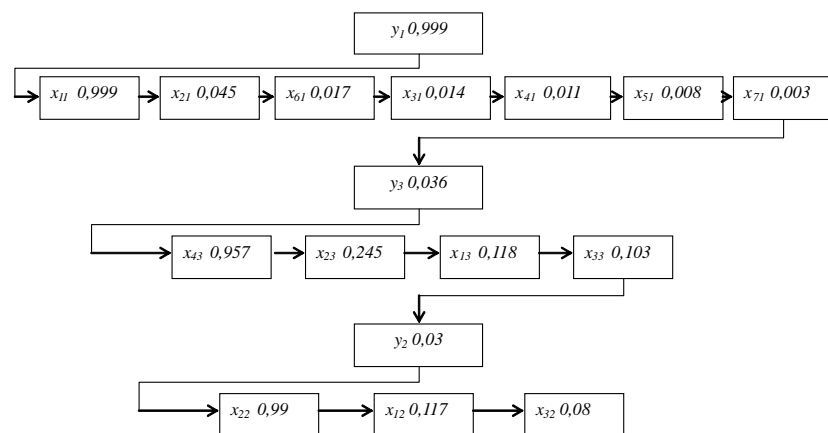 y1 0,999
x11 0,999 x21 0,045 x61 0,017 x31 0,014 x41 0,011 x51 0,008 x71 0,003
y3 0,036
x43 0,957 x23 0,245 x13 0,118 x33 0,103
y2 0,03
x22 0,99 x12 0,117 x32 0,08